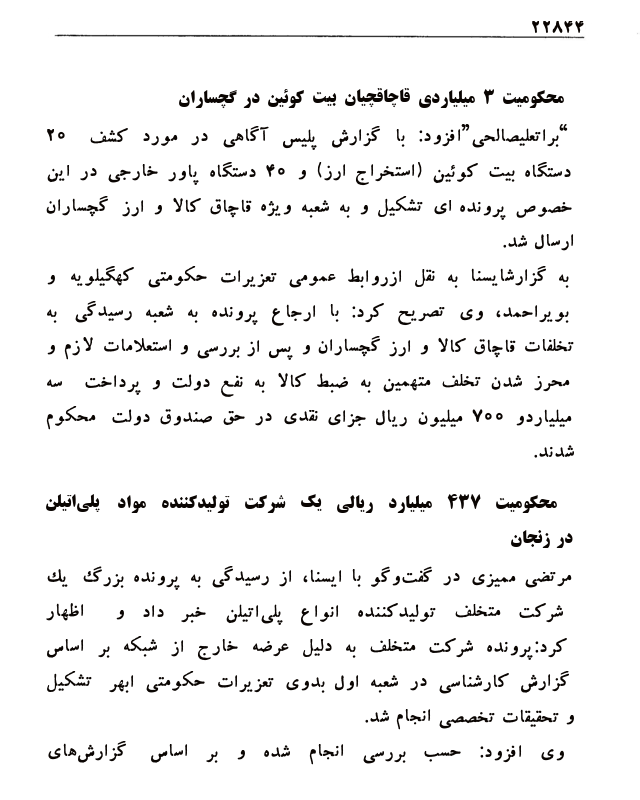 ۲۲۸۴۴
محکومیت ۳ میلیاردی قاچاقچیان بیت کوئین در گچساران
“براتعلیصالحی”افزود: با گزارش پلیس آگاهی در مورد کشف ۲۰
دستگاه بیت کوئین (استخراج ارز) و ۴۰ دستگاه پاور خارجی در این
خصوص پرونده ای تشکیل و به شعبه ویژه قاچاق کالا و ارز گچساران
ارسال شد.
به گزارشایسنا به نقل ازروابط عمومی تعزیرات حکومتی کهگیلویه و
بویراحمد، وی تصریح کرد: با ارجاع پرونده به شعبه رسیدگی به
تخلفات قاچاق کالا و ارز گچساران و پس از بررسی و استعلامات لازم و
محرز شدن تخلف متهمین به ضبط کالا به نفع دولت و پرداخت سه
میلیاردو ۷۰۰ میلیون ریال جزای نقدی در حق صندوق دولت محکوم
شدند.
محکومیت ۴۳۷ میلیارد ریالی یک شرکت تولیدکننده مواد پلی‌اتیلن
در زنجان
مرتضی ممیزی در گفت‌وگو با ایسنا، از رسیدگی به پرونده بزرگ یك
شرکت متخلف تولیدکننده انواع پلی‌اتیلن خبر داد و اظهار
کرد:پرونده شرکت متخلف به دلیل عرضه خارج از شبکه بر اساس
گزارش کارشناسی در شعبه اول بدوی تعزیرات حکومتی ابهر تشکیل
و تحقیقات تخصصی انجام شد.
وی افزود: حسب بررسی انجام شده و بر اساس گزارش‌های